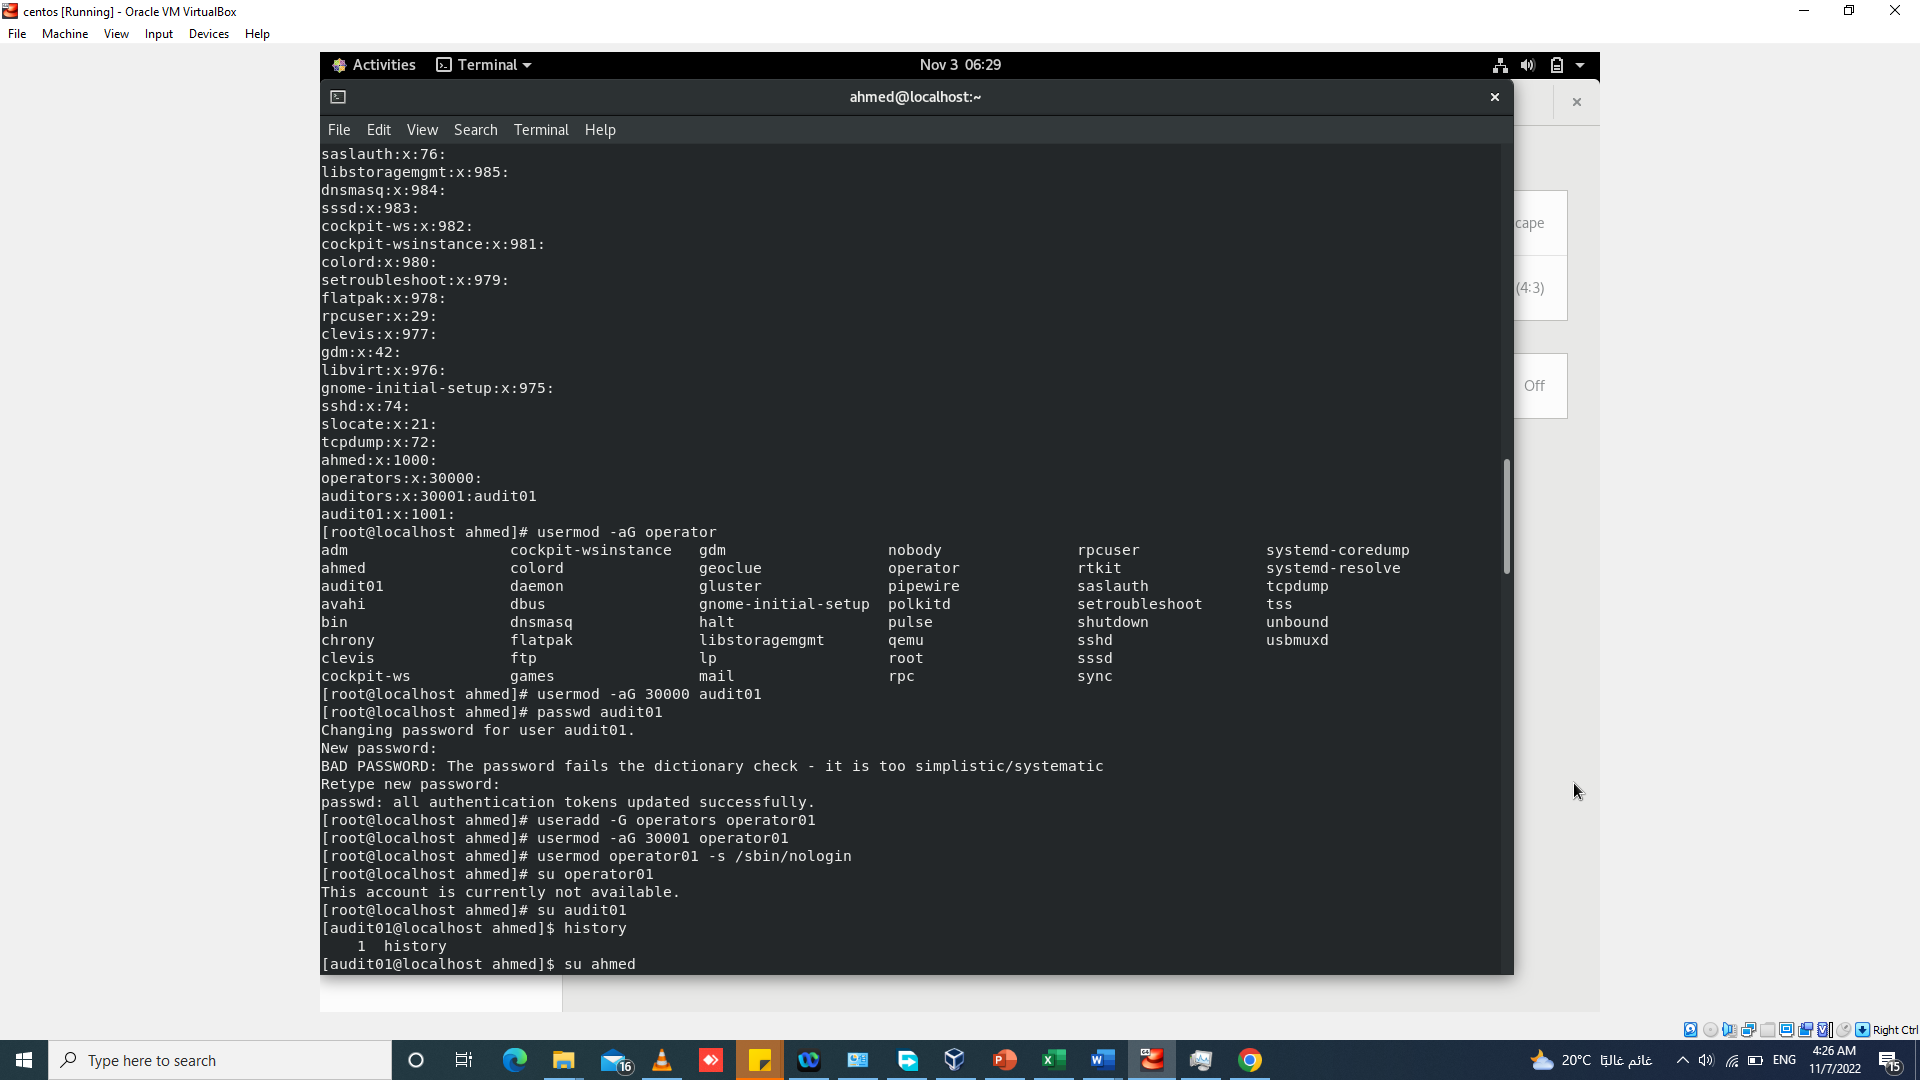 centos [Running] - Oracle VM VirtualBox
File Machine View Input Devices Help
Activities Terminal Nov 3 06:29
ahmed@localhost:~
File Edit View Search Terminal Help
saslauth:x:76:
libstoragemgmt:x:985:
dnsmasq:x:984:
sssd:x:983:
cockpit-ws:x:982:
cockpit-wsinstance:x:981:
colord:x:980:
setroubleshoot:x:979:
flatpak:x:978:
rpcuser:x:29:
clevis:x:977:
gdm:x:42:
libvirt:x:976:
gnome-initial-setup:x:975:
sshd:x:74:
slocate:x:21:
tcpdump:x:72:
ahmed:x:1000:
operators:x:30000:
auditors:x:30001:audit01
audit01:x:1001:
[root@localhost ahmed]# usermod -aG operator
adm cockpit-wsinstance gdm nobody rpcuser systemd-coredump
ahmed colord geoclue operator rtkit systemd-resolve
audit01 daemon gluster pipewire saslauth tcpdump
avahi dbus gnome-initial-setup polkitd setroubleshoot tss
bin dnsmasq halt pulse shutdown unbound
chrony flatpak libstoragemgmt qemu sshd usbmuxd
clevis ftp lp root sssd
cockpit-ws games mail rpc sync
[root@localhost ahmed]# usermod -aG 30000 audit01
[root@localhost ahmed]# passwd audit01
Changing password for user audit01.
New password:
BAD PASSWORD: The password fails the dictionary check - it is too simplistic/systematic
Retype new password:
passwd: all authentication tokens updated successfully.
[root@localhost ahmed]# useradd -G operators operator01
[root@localhost ahmed]# usermod -aG 30001 operator01
[root@localhost ahmed]# usermod operator01 -s /sbin/nologin
[root@localhost ahmed]# su operator01
This account is currently not available.
[root@localhost ahmed]# su audit01
[audit01@localhost ahmed]$ history
1 history
[audit01@localhost ahmed]$ su ahmed
cape
(4:3)
Off
Right Ctrl
Type here to search
16
20°C غائم غالبًا
ENG
4:26 AM
11/7/2022
15